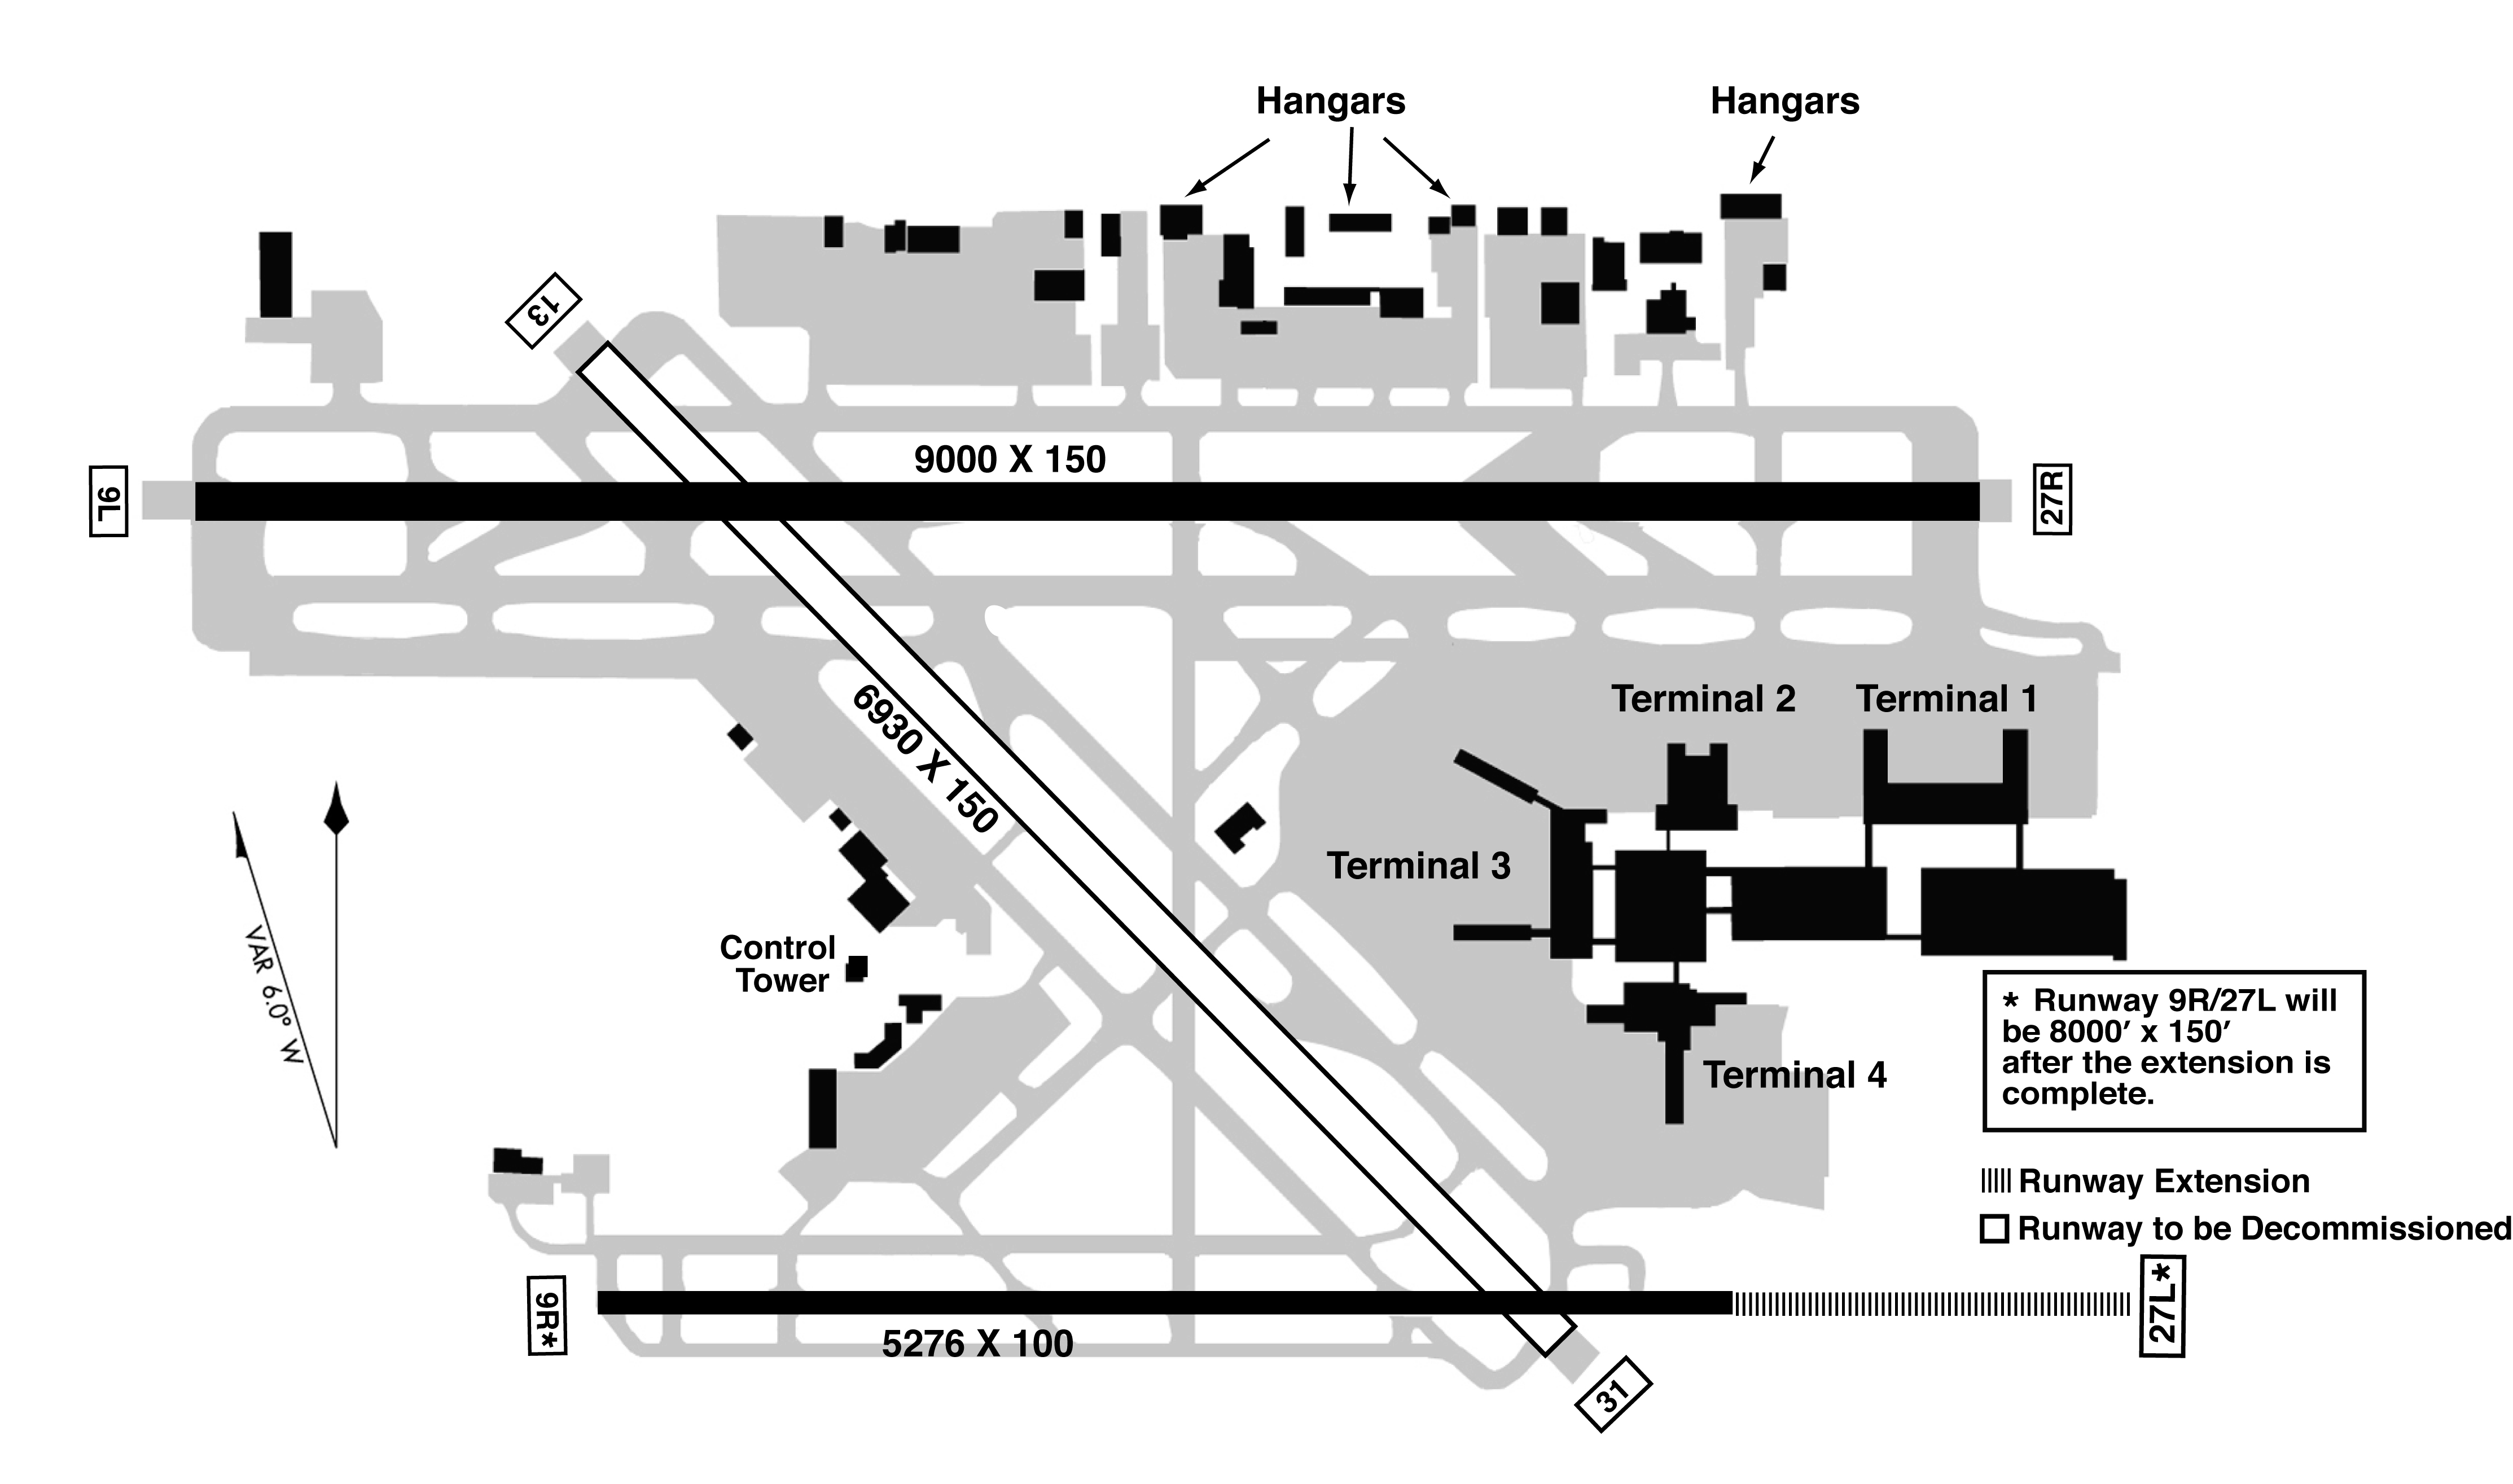 Hangars
Hangars
13
9000 X 150
9L
27R
6930 X 150
Terminal 2
Terminal 1
Terminal 3
Control
Tower
VAR 6.0° W
* Runway 9R/27L will
be 8000′ x 150′
after the extension is
complete.
Terminal 4
Runway Extension
Runway to be Decommissioned
9R*
27L*
5276 X 100
31